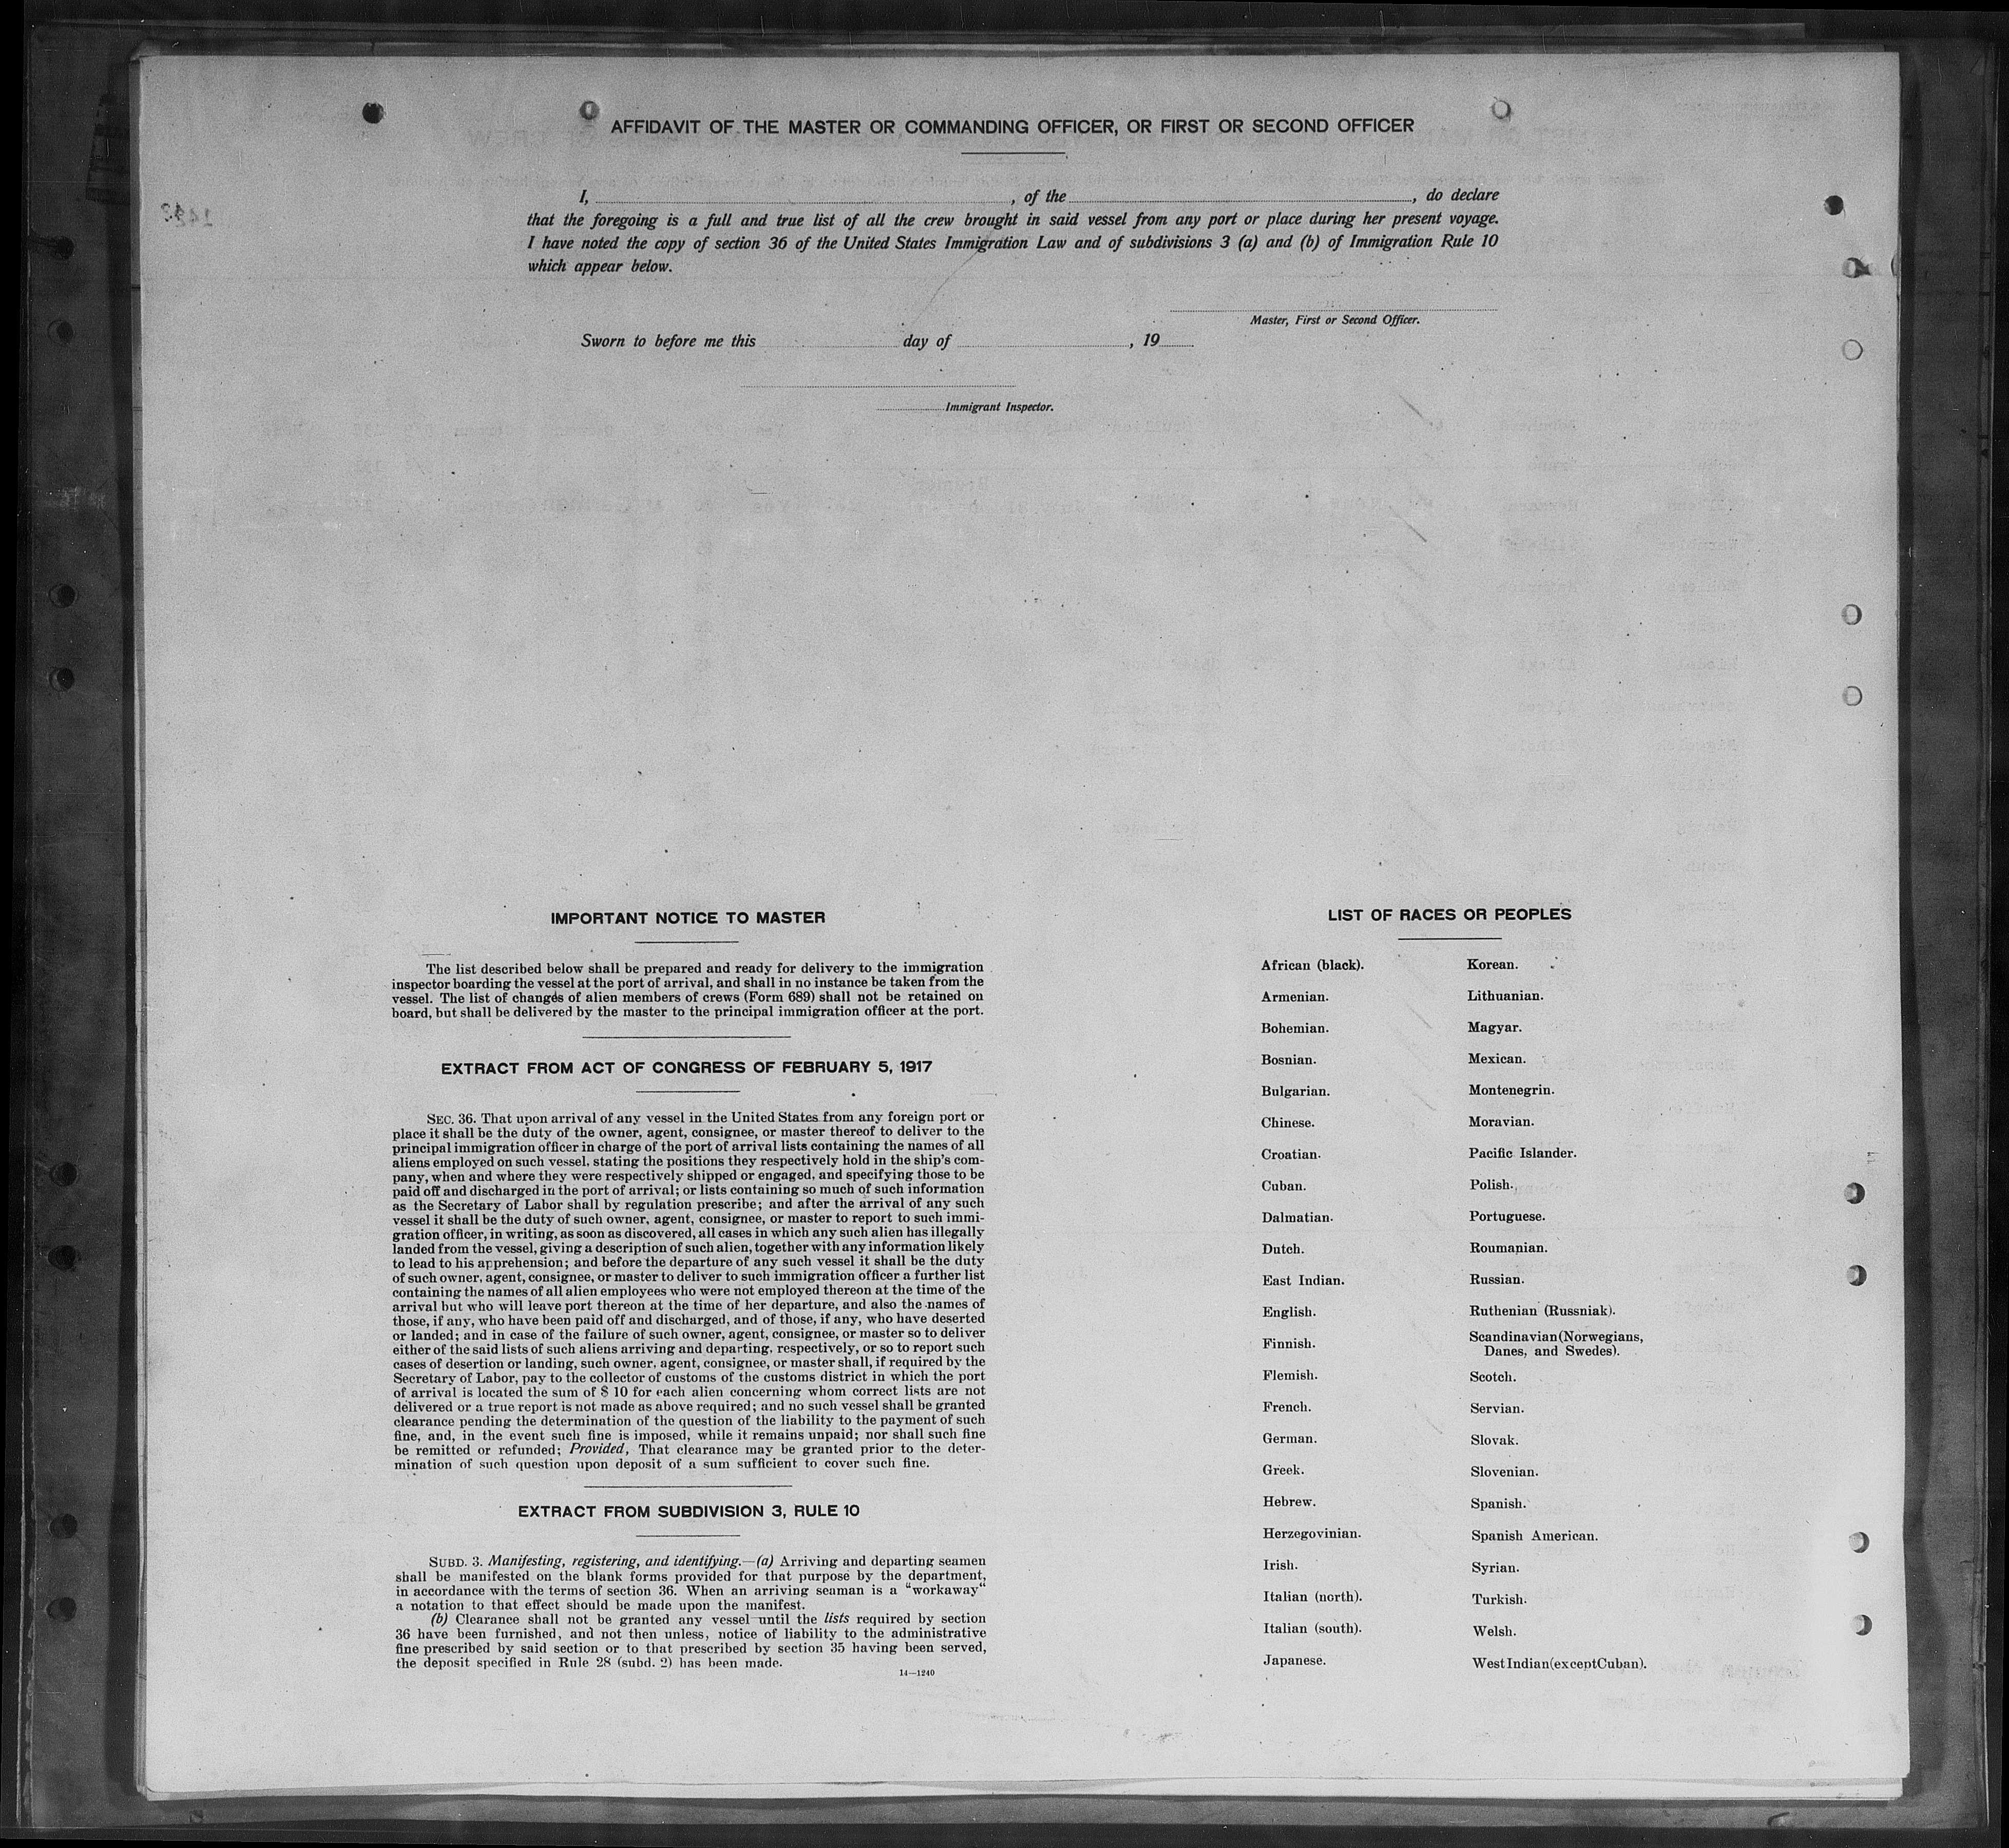 AFFIDAVIT OF THE MASTER OR COMMANDING OFFICER, OR FIRST OR SECOND OFFICER
I, , of the , do declare
that the foregoing is a full and true list of all the crew brought in said vessel from any port or place during her present voyage.
I have noted the copy of section 36 of the United States Immigration Law and of subdivisions 3 (a) and (b) of Immigration Rule 10
which appear below.
Master, First or Second Officer.
Sworn to before me this day of , 19
Immigrant Inspector.
IMPORTANT NOTICE TO MASTER
The list described below shall be prepared and ready for delivery to the immigration
inspector boarding the vessel at the port of arrival, and shall in no instance be taken from the
vessel. The list of changes of alien members of crews (Form 689) shall not be retained on
board, but shall be delivered by the master to the principal immigration officer at the port.
EXTRACT FROM ACT OF CONGRESS OF FEBRUARY 5, 1917
SEC. 36. That upon arrival of any vessel in the United States from any foreign port or
place it shall be the duty of the owner, agent, consignee, or master thereof to deliver to the
principal immigration officer in charge of the port of arrival lists containing the names of all
aliens employed on such vessel, stating the positions they respectively hold in the ship's com-
pany, when and where they were respectively shipped or engaged, and specifying those to be
paid off and discharged in the port of arrival; or lists containing so much of such information
as the Secretary of Labor shall by regulation prescribe; and after the arrival of any such
vessel it shall be the duty of such owner, agent, consignee, or master to report to such immi-
gration officer, in writing, as soon as discovered, all cases in which any such alien has illegally
landed from the vessel, giving a description of such alien, together with any information likely
to lead to his apprehension; and before the departure of any such vessel it shall be the duty
of such owner, agent, consignee, or master to deliver to such immigration officer a further list
containing the names of all alien employees who were not employed thereon at the time of the
arrival but who will leave port thereon at the time of her departure, and also the names of
those, if any, who have been paid off and discharged, and of those, if any, who have deserted
or landed; and in case of the failure of such owner, agent, consignee, or master so to deliver
either of the said lists of such aliens arriving and departing, respectively, or so to report such
cases of desertion or landing, such owner, agent, consignee, or master shall, if required by the
Secretary of Labor, pay to the collector of customs of the customs district in which the port
of arrival is located the sum of $ 10 for each alien concerning whom correct lists are not
delivered or a true report is not made as above required; and no such vessel shall be granted
clearance pending the determination of the question of the liability to the payment of such
fine, and, in the event such fine is imposed, while it remains unpaid; nor shall such fine
be remitted or refunded; Provided, That clearance may be granted prior to the deter-
mination of such question upon deposit of a sum sufficient to cover such fine.
EXTRACT FROM SUBDIVISION 3, RULE 10
SUBD. 3. Manifesting, registering, and identifying.—(a) Arriving and departing seamen
shall be manifested on the blank forms provided for that purpose by the department,
in accordance with the terms of section 36. When an arriving seaman is a “workaway“
a notation to that effect should be made upon the manifest.
(b) Clearance shall not be granted any vessel until the lists required by section
36 have been furnished, and not then unless, notice of liability to the administrative
fine prescribed by said section or to that prescribed by section 35 having been served,
the deposit specified in Rule 28 (subd. 2) has been made.
14—1240
LIST OF RACES OR PEOPLES
African (black).
Armenian.
Bohemian.
Bosnian.
Bulgarian.
Chinese.
Croatian.
Cuban.
Dalmatian.
Dutch.
East Indian.
English.
Finnish.
Flemish.
French.
German.
Greek.
Hebrew.
Herzegovinian.
Irish.
Italian (north).
Italian (south).
Japanese.
Korean.
Lithuanian.
Magyar.
Mexican.
Montenegrin.
Moravian.
Pacific Islander.
Polish.
Portuguese.
Roumanian.
Russian.
Ruthenian (Russniak).
Scandinavian (Norwegians,
Danes, and Swedes).
Scotch.
Servian.
Slovak.
Slovenian.
Spanish.
Spanish American.
Syrian.
Turkish.
Welsh.
West Indian (except Cuban).